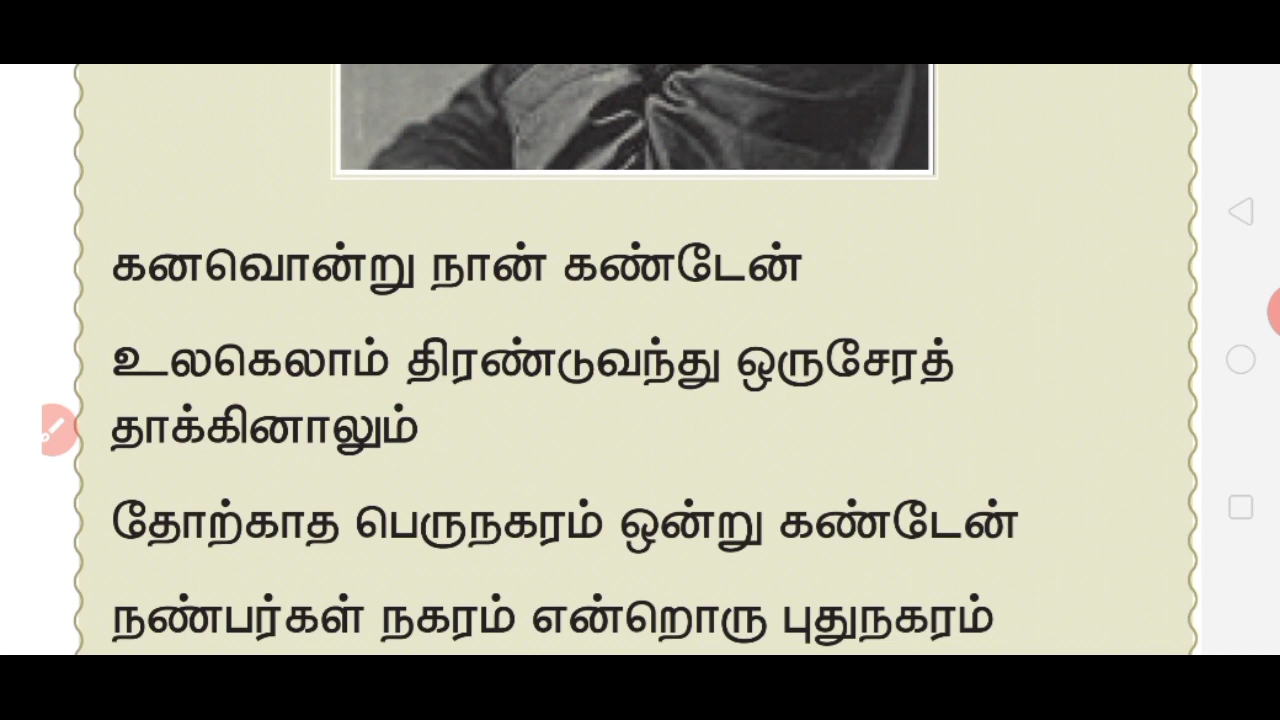 கனவொன்று நான் கண்டேன்
உலகெலாம் திரண்டுவந்து ஒருசேரத்
தாக்கினாலும்
தோற்காத பெருநகரம் ஒன்று கண்டேன்
நண்பர்கள் நகரம் என்றொரு புதுநகரம்